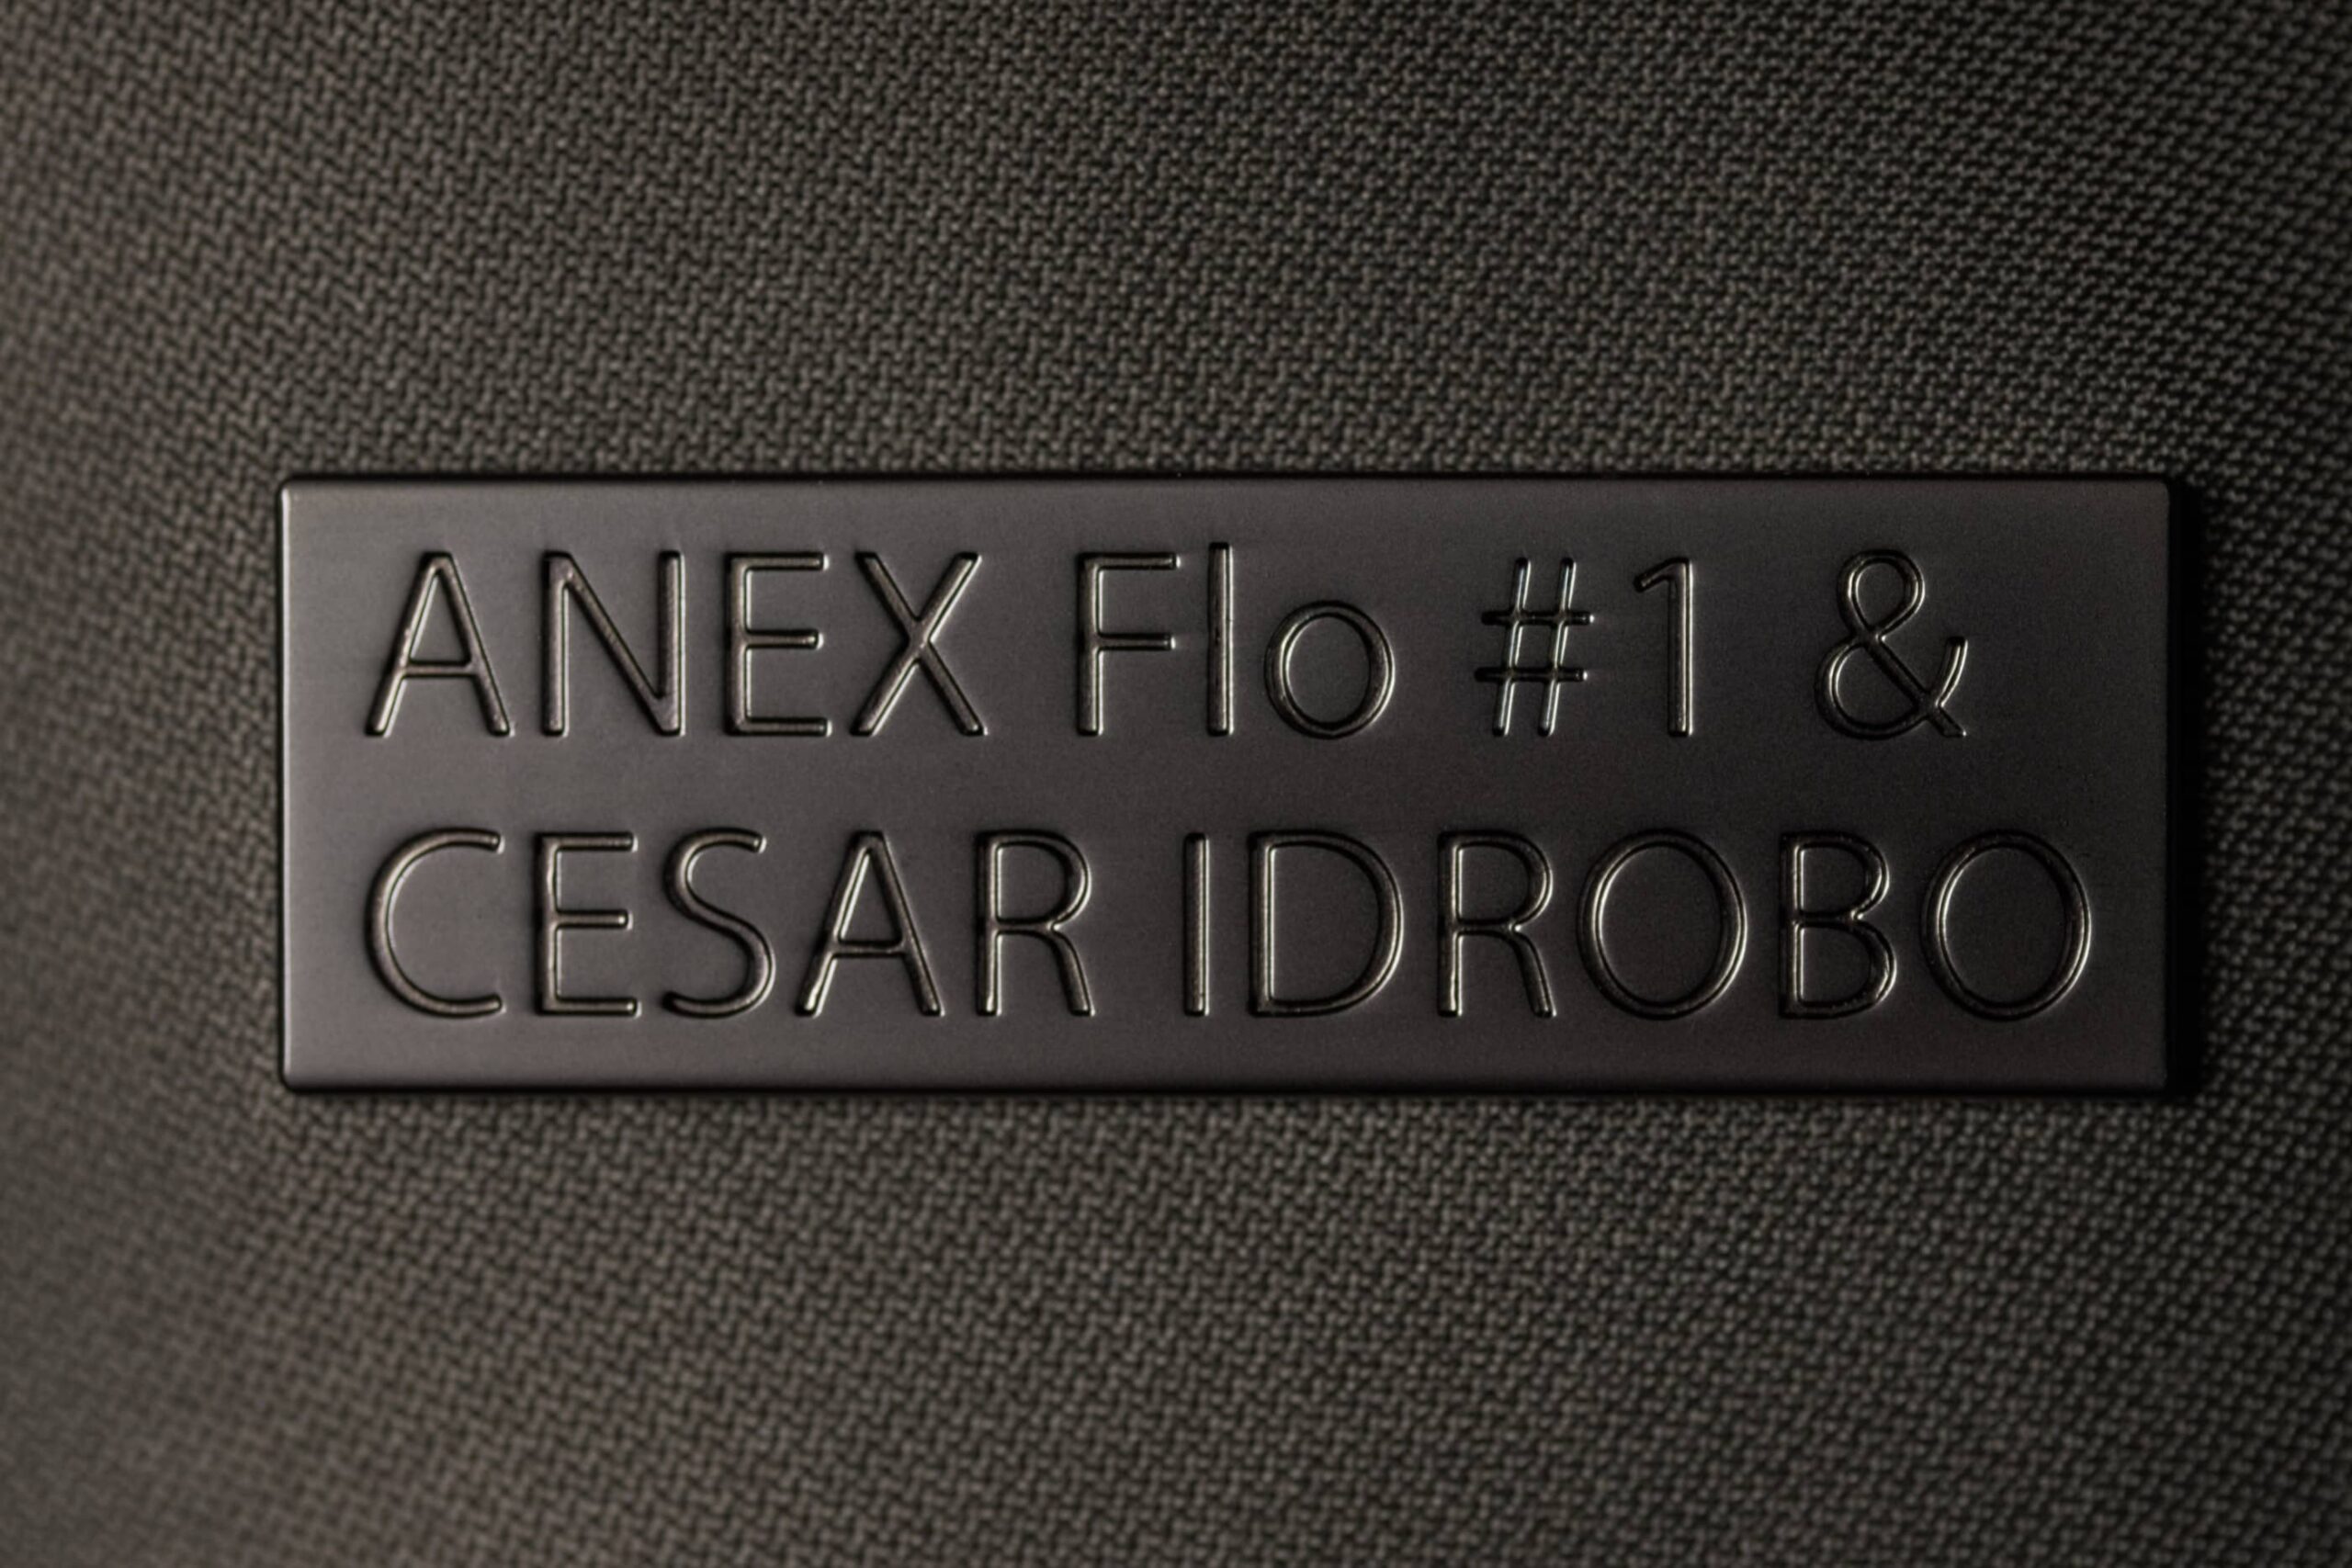 ANEX Flo #1 &
CESAR IDROBO